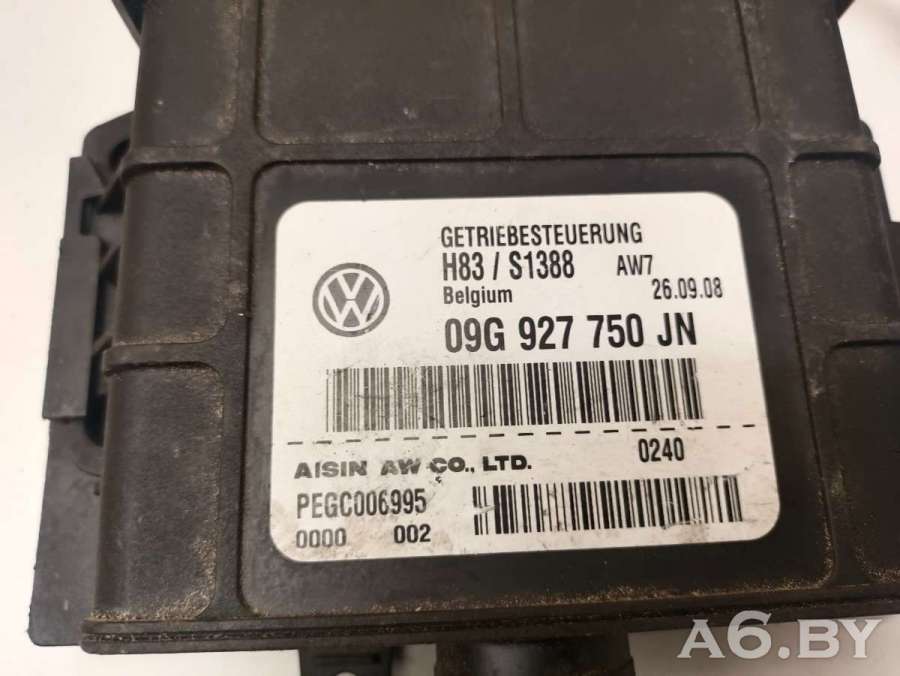 GETRIEBESTEUERUNG
H83 / S1388 AW7
Belgium 26.09.08
09G 927 750 JN
AISIN AW CO., LTD. 0240
PEGC006995
0000 002
A6.BY